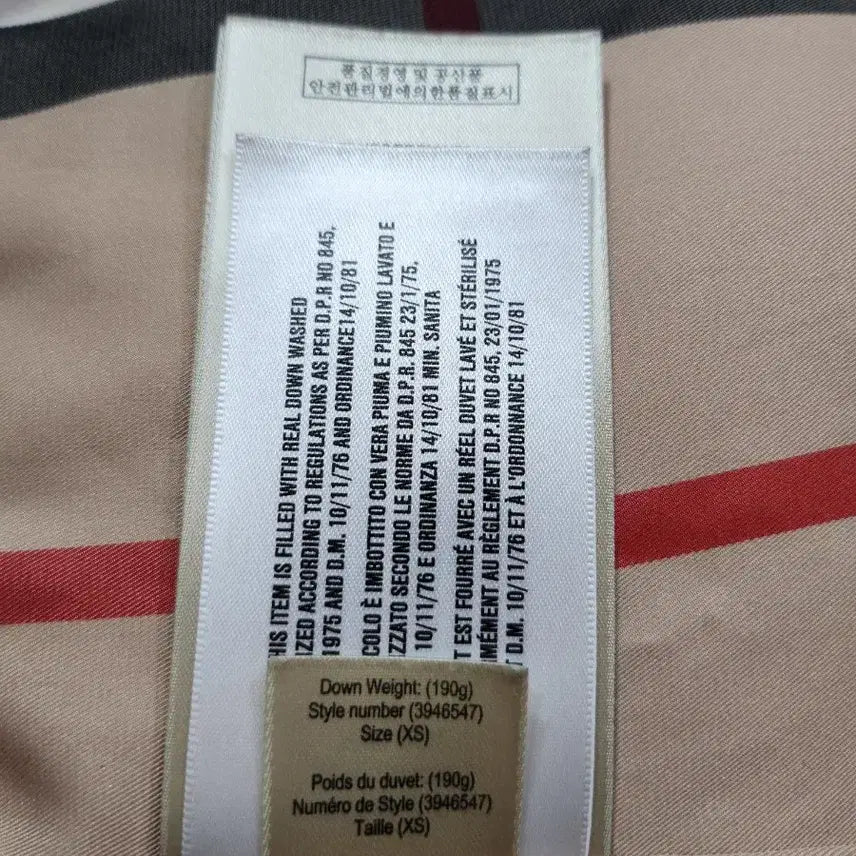 품질경영 및 공산품
안전관리법에의한품질표시
HIS ITEM IS FILLED WITH REAL DOWN WASHED
IZED ACCORDING TO REGULATIONS AS PER D.P.R NO 845,
1975 AND D.M. 10/11/76 AND ORDINANCE14/10/81
COLO È IMBOTTITO CON VERA PIUMA E PIUMINO LAVATO E
ZZATO SECONDO LE NORME DA D.P.R. 845 23/1/75,
10/11/76 E ORDINANZA 14/10/81 MIN. SANITA
T EST FOURRÉ AVEC UN RÉEL DUVET LAVÉ ET STÉRILISÉ
MÉMENT AU RÈGLEMENT D.P.R NO 845, 23/01/1975
T D.M. 10/11/76 ET À L'ORDONNANCE 14/10/81
Down Weight: (190g)
Style number (3946547)
Size (XS)
Poids du duvet: (190g)
Numéro de Style (3946547)
Taille (XS)